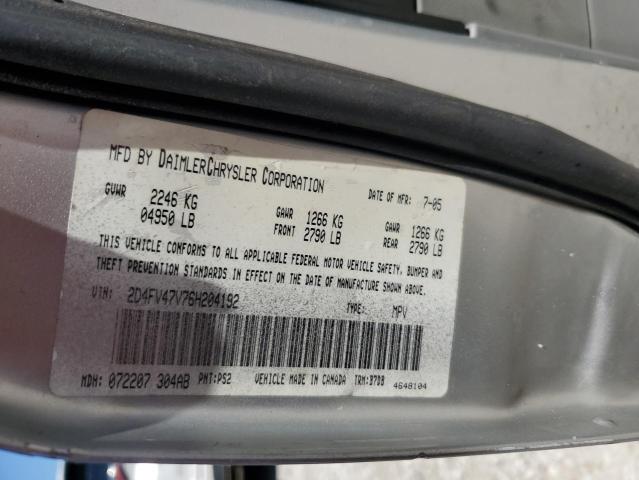 MFD BY DAIMLERCHRYSLER CORPORATION
DATE OF MFR: 7-05
GVWR 2246 KG 04950 LB
GAWR FRONT 1266 KG 2790 LB
GAWR REAR 1266 KG 2790 LB
THIS VEHICLE CONFORMS TO ALL APPLICABLE FEDERAL MOTOR VEHICLE SAFETY, BUMPER AND
THEFT PREVENTION STANDARDS IN EFFECT ON THE DATE OF MANUFACTURE SHOWN ABOVE.
VIN: 2D4FV47V76H204192 TYPE: MPV
MDH: 072207 304AB PNT:PS2 VEHICLE MADE IN CANADA TRM:B7DB 4648104